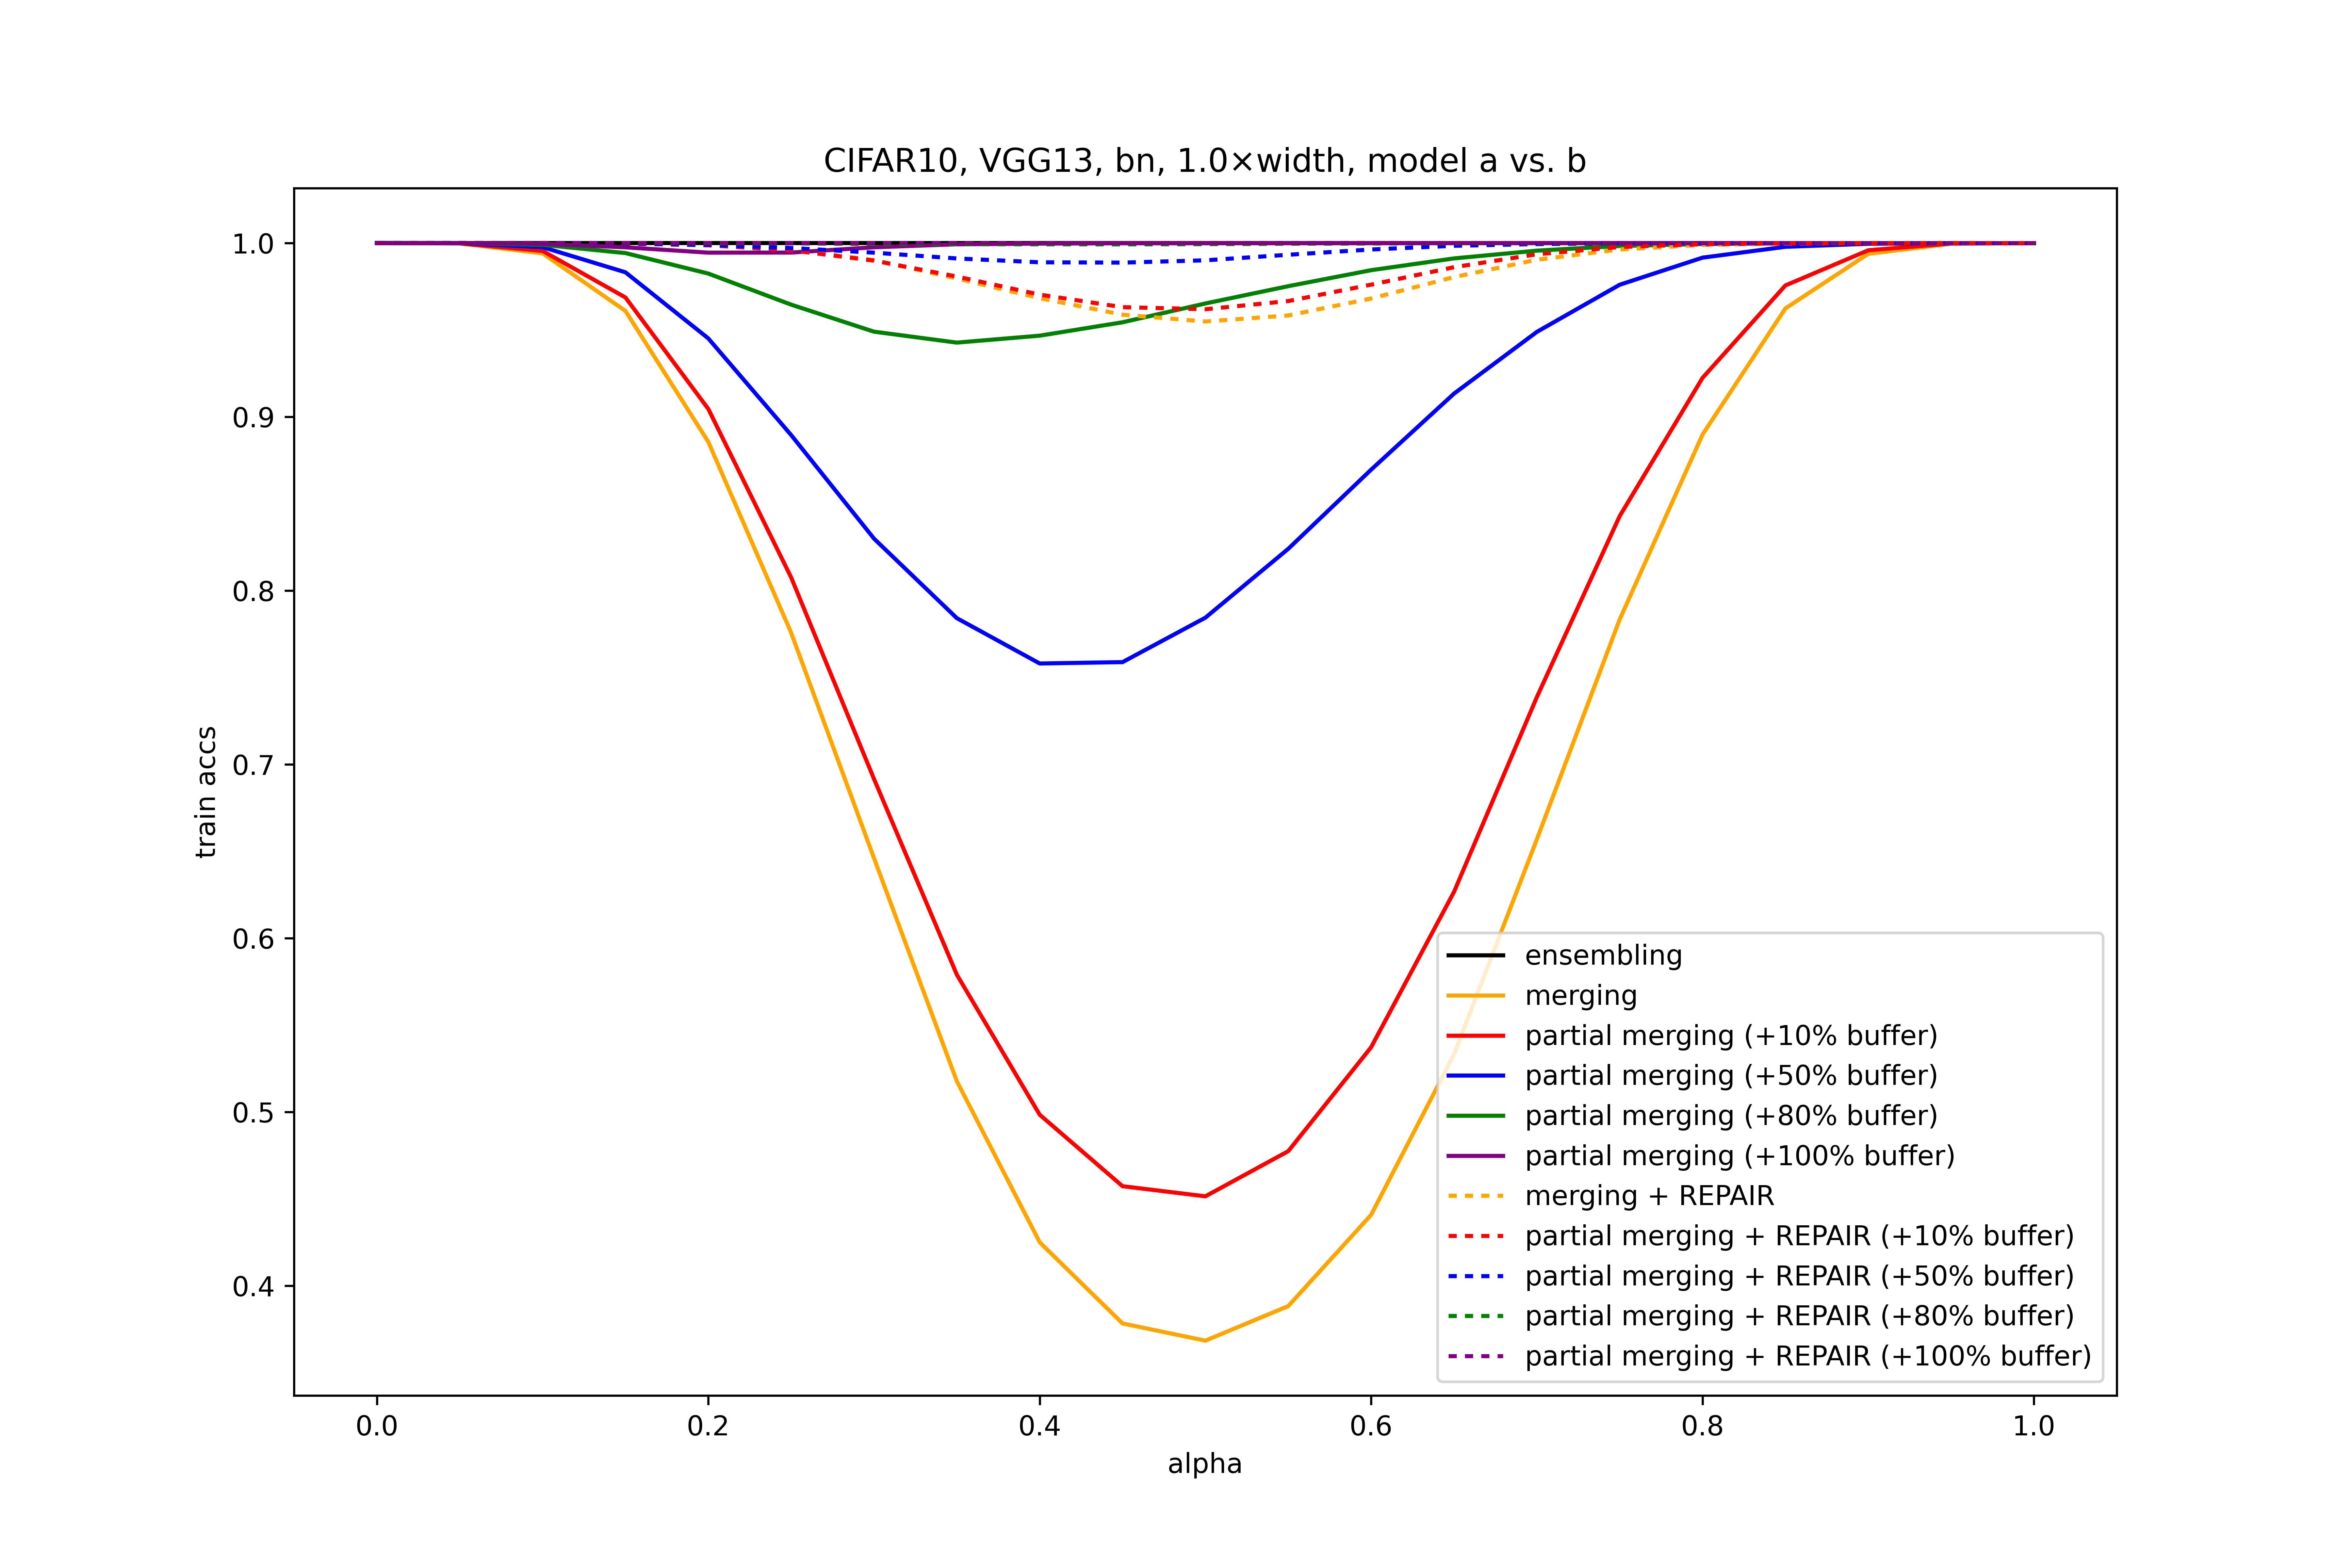 CIFAR10, VGG13, bn, 1.0×width, model a vs. b
1.0
0.9
0.8
0.7
0.6
0.5
0.4
train accs
0.0 0.2 0.4 0.6 0.8 1.0
alpha
ensembling
merging
partial merging (+10% buffer)
partial merging (+50% buffer)
partial merging (+80% buffer)
partial merging (+100% buffer)
merging + REPAIR
partial merging + REPAIR (+10% buffer)
partial merging + REPAIR (+50% buffer)
partial merging + REPAIR (+80% buffer)
partial merging + REPAIR (+100% buffer)